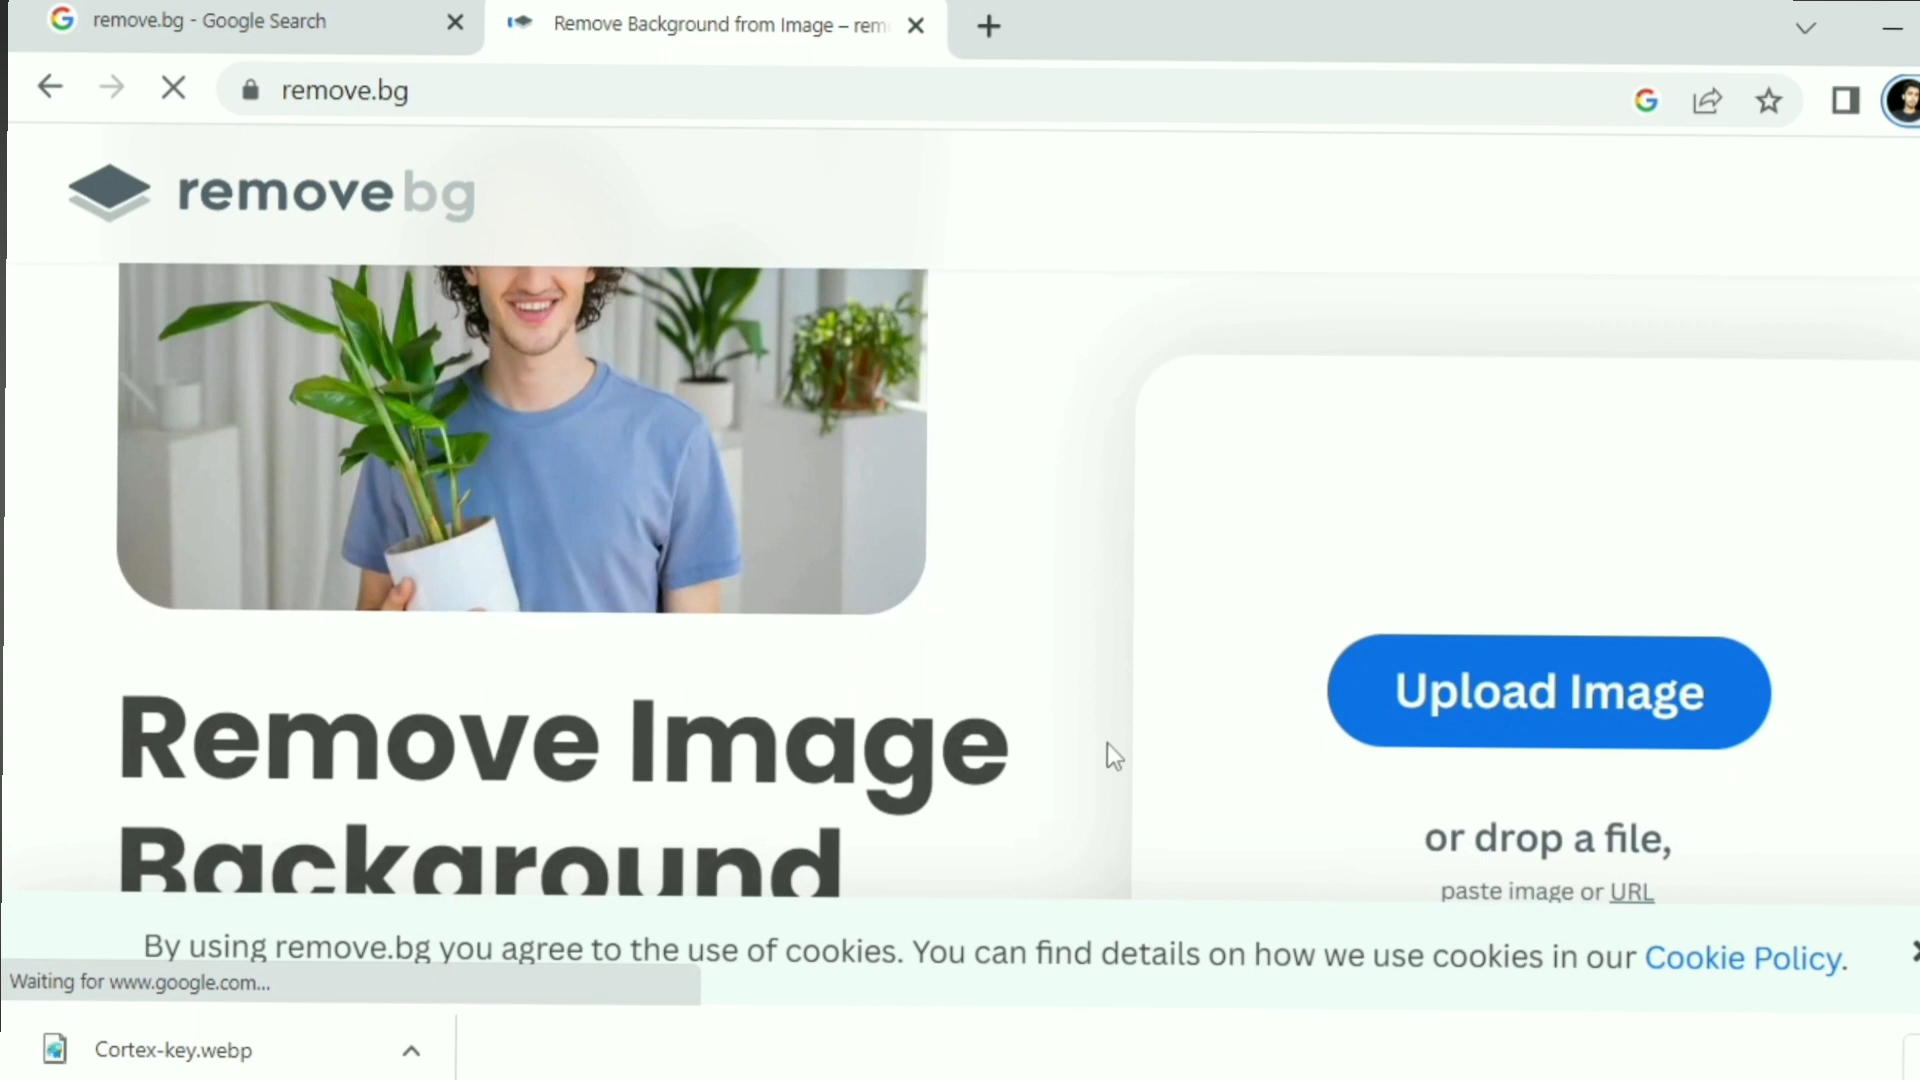 remove.bg - Google Search
Remove Background from Image – rem
remove.bg
removebg
Upload Image
Remove Image
Background
or drop a file,
paste image or URL
By using remove.bg you agree to the use of cookies. You can find details on how we use cookies in our Cookie Policy.
Waiting for www.google.com...
Cortex-key.webp